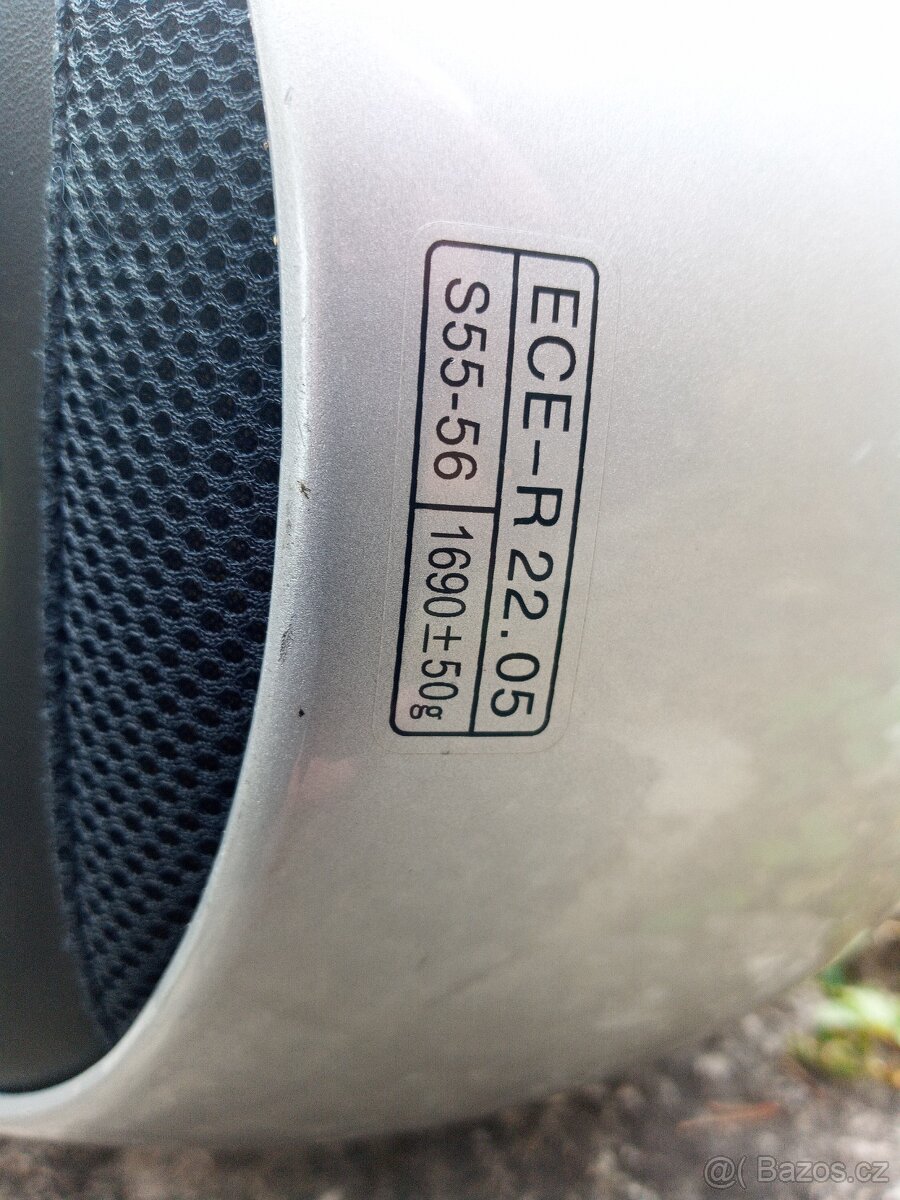 ECE-R 22.05
S55-56 1690±50g
@( Bazos.cz